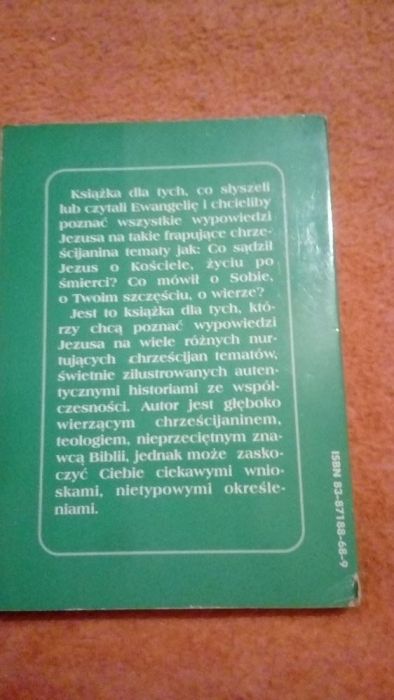 Książka dla tych, co słyszeli
lub czytali Ewangelię i chcieliby
poznać wszystkie wypowiedzi
Jezusa na takie frapujące chrze-
ścijanina tematy jak: Co sądził
Jezus o Kościele, życiu po
śmierci? Co mówił o Sobie,
o Twoim szczęściu, o wierze?
Jest to książka dla tych, któ-
rzy chcą poznać wypowiedzi
Jezusa na wiele różnych nur-
tujących chrześcijan tematów,
świetnie zilustrowanych auten-
tycznymi historiami ze współ-
czesności. Autor jest głęboko
wierzącym chrześcijaninem,
teologiem, nieprzeciętnym zna-
wcą Biblii, jednak może zasko-
czyć Ciebie ciekawymi wnio-
skami, nietypowymi określe-
niami.
ISBN 83-87188-68-9